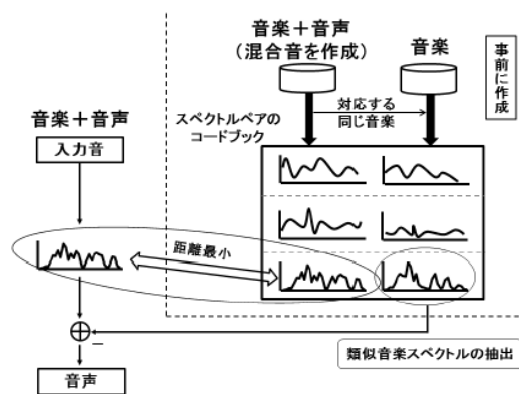 音楽＋音声
（混合音を作成）
音楽
事前に作成
対応する
同じ音楽
スペクトルペアの
コードブック
音楽＋音声
入力音
距離最小
－
類似音楽スペクトルの抽出
音声